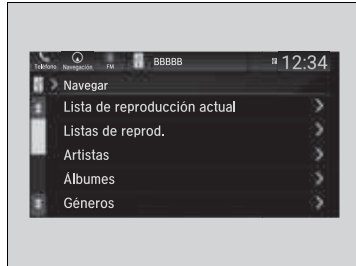 Teléfono Navegación FM BBBBB 12:34
Navegar
Lista de reproducción actual
Listas de reprod.
Artistas
Álbumes
Géneros